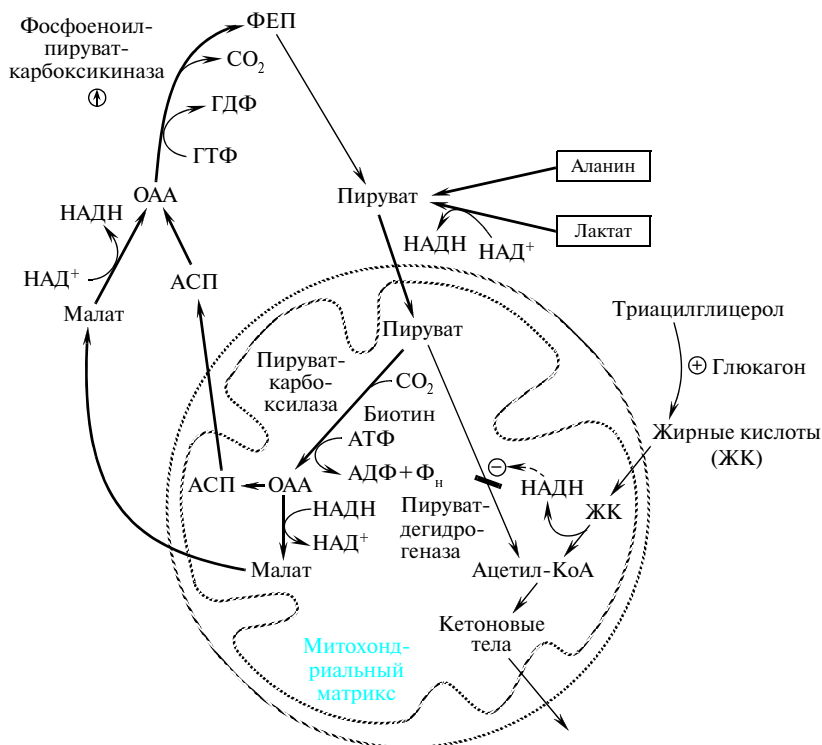 ФЕП
Фосфоеноил-
пируват-
карбоксикиназа
CO2
ГДФ
ГТФ
ОАА
НАДН
НАД+
Малат
АСП
Пируват
Аланин
Лактат
НАДН
НАД+
Пируват
Триацилглицерол
+ Глюкагон
Жирные кислоты
(ЖК)
Пируват-
карбо-
ксилаза
CO2
Биотин
АТФ
АДФ+Фн
АСП
ОАА
НАДН
НАД+
Малат
−
НАДН
ЖК
Пируват-
дегидро-
геназа
Ацетил-КоА
Кетоновые
тела
Митохонд-
риальный
матрикс